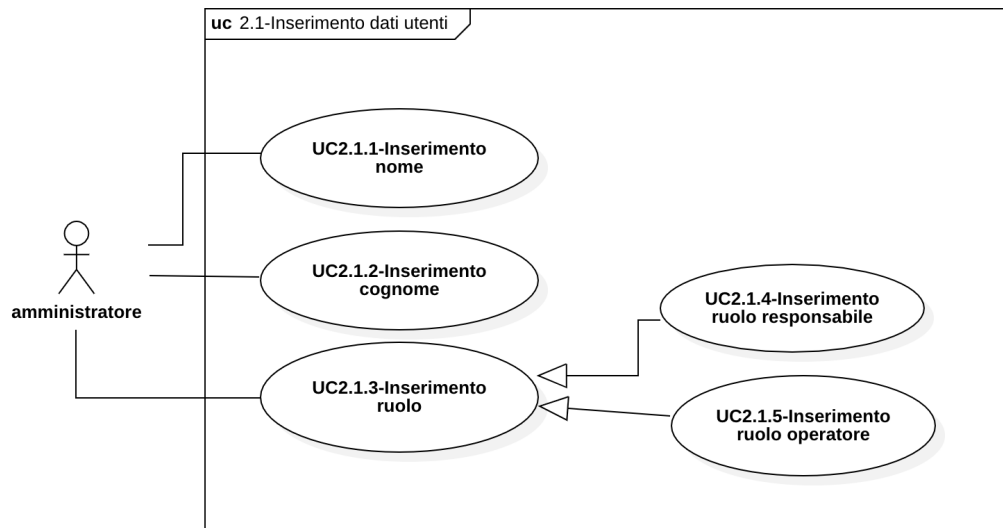 uc 2.1-Inserimento dati utenti
UC2.1.1-Inserimento
nome
UC2.1.2-Inserimento
cognome
amministratore
UC2.1.4-Inserimento
ruolo responsabile
UC2.1.3-Inserimento
ruolo
UC2.1.5-Inserimento
ruolo operatore